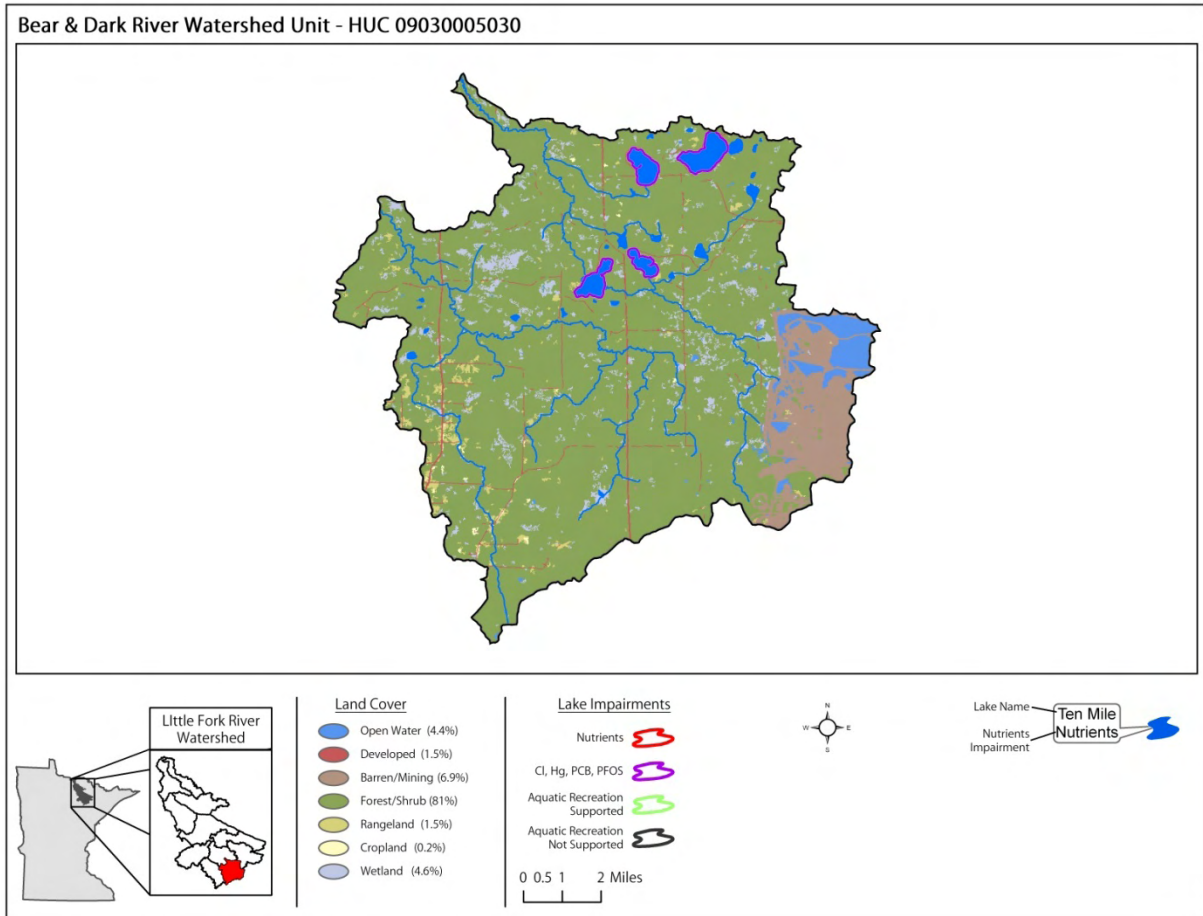 Bear & Dark River Watershed Unit - HUC 09030005030
LIttle Fork River
Watershed
Land Cover
Open Water (4.4%)
Developed (1.5%)
Barren/Mining (6.9%)
Forest/Shrub (81%)
Rangeland (1.5%)
Cropland (0.2%)
Wetland (4.6%)
Lake Impairments
Nutrients
Cl, Hg, PCB, PFOS
Aquatic Recreation
Supported
Aquatic Recreation
Not Supported
0 0.5 1 2 Miles
N
W E
S
Lake Name
Nutrients
Impairment
Ten Mile
Nutrients